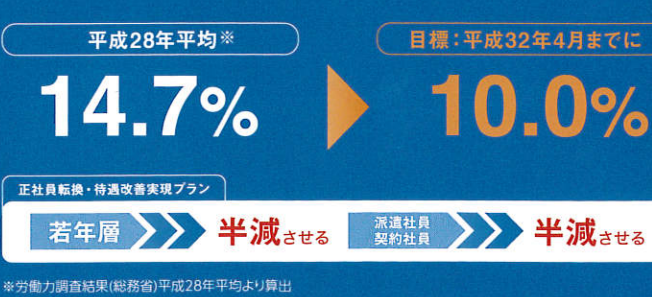 平成28年平均※
目標：平成32年4月までに
14.7%
10.0%
正社員転換・待遇改善実現プラン
若年層
半減させる
派遣社員
契約社員
半減させる
※労働力調査結果(総務省)平成28年平均より算出